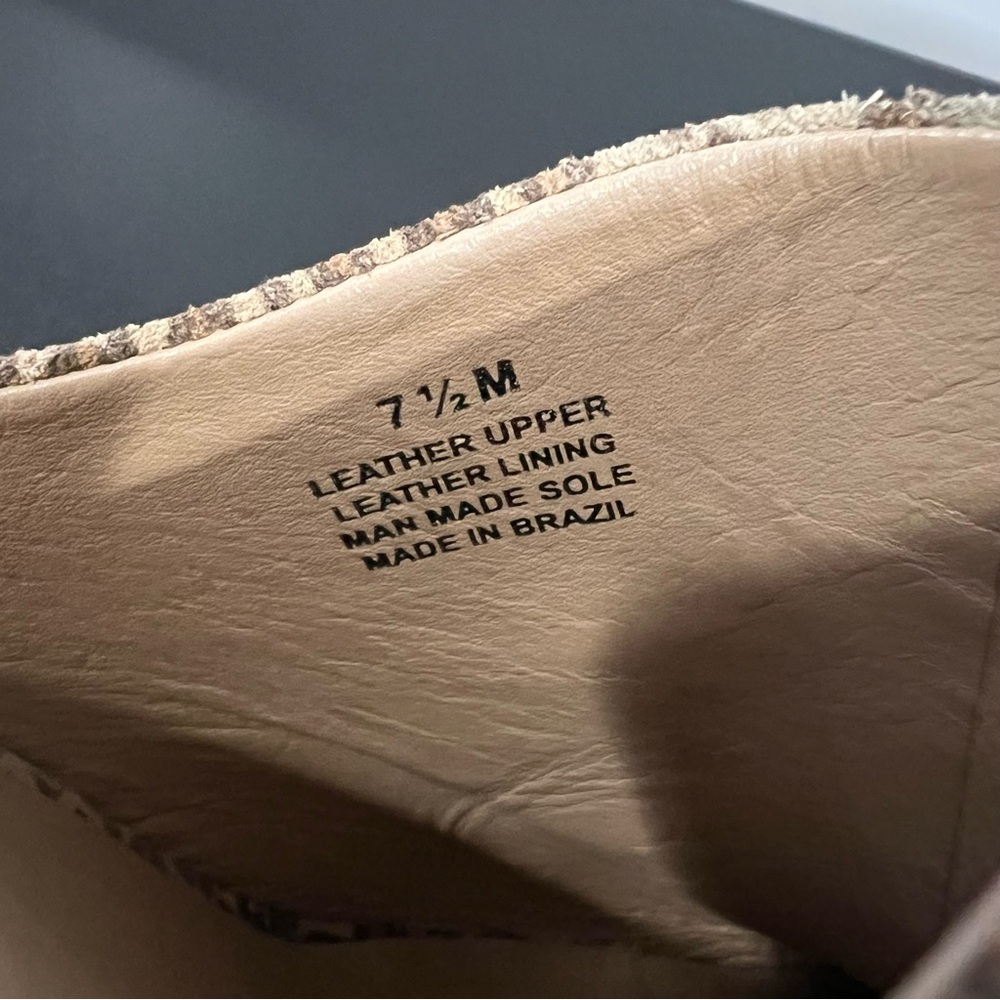 7 ½ M
LEATHER UPPER
LEATHER LINING
MAN MADE SOLE
MADE IN BRAZIL